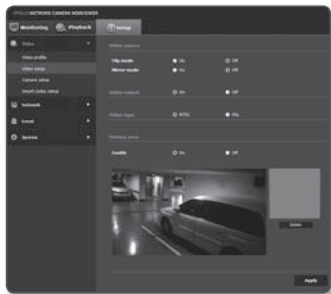 iPOLiS NETWORK CAMERA WEBVIEWER
Monitoring Playback Setup
Video
Video profile
Video setup
Camera setup
Smart codec setup
Network
Event
System
Video source
Flip mode On Off
Mirror mode On Off
Video output
On Off
Video type
NTSC PAL
Privacy area
Enable On Off
Delete
Apply